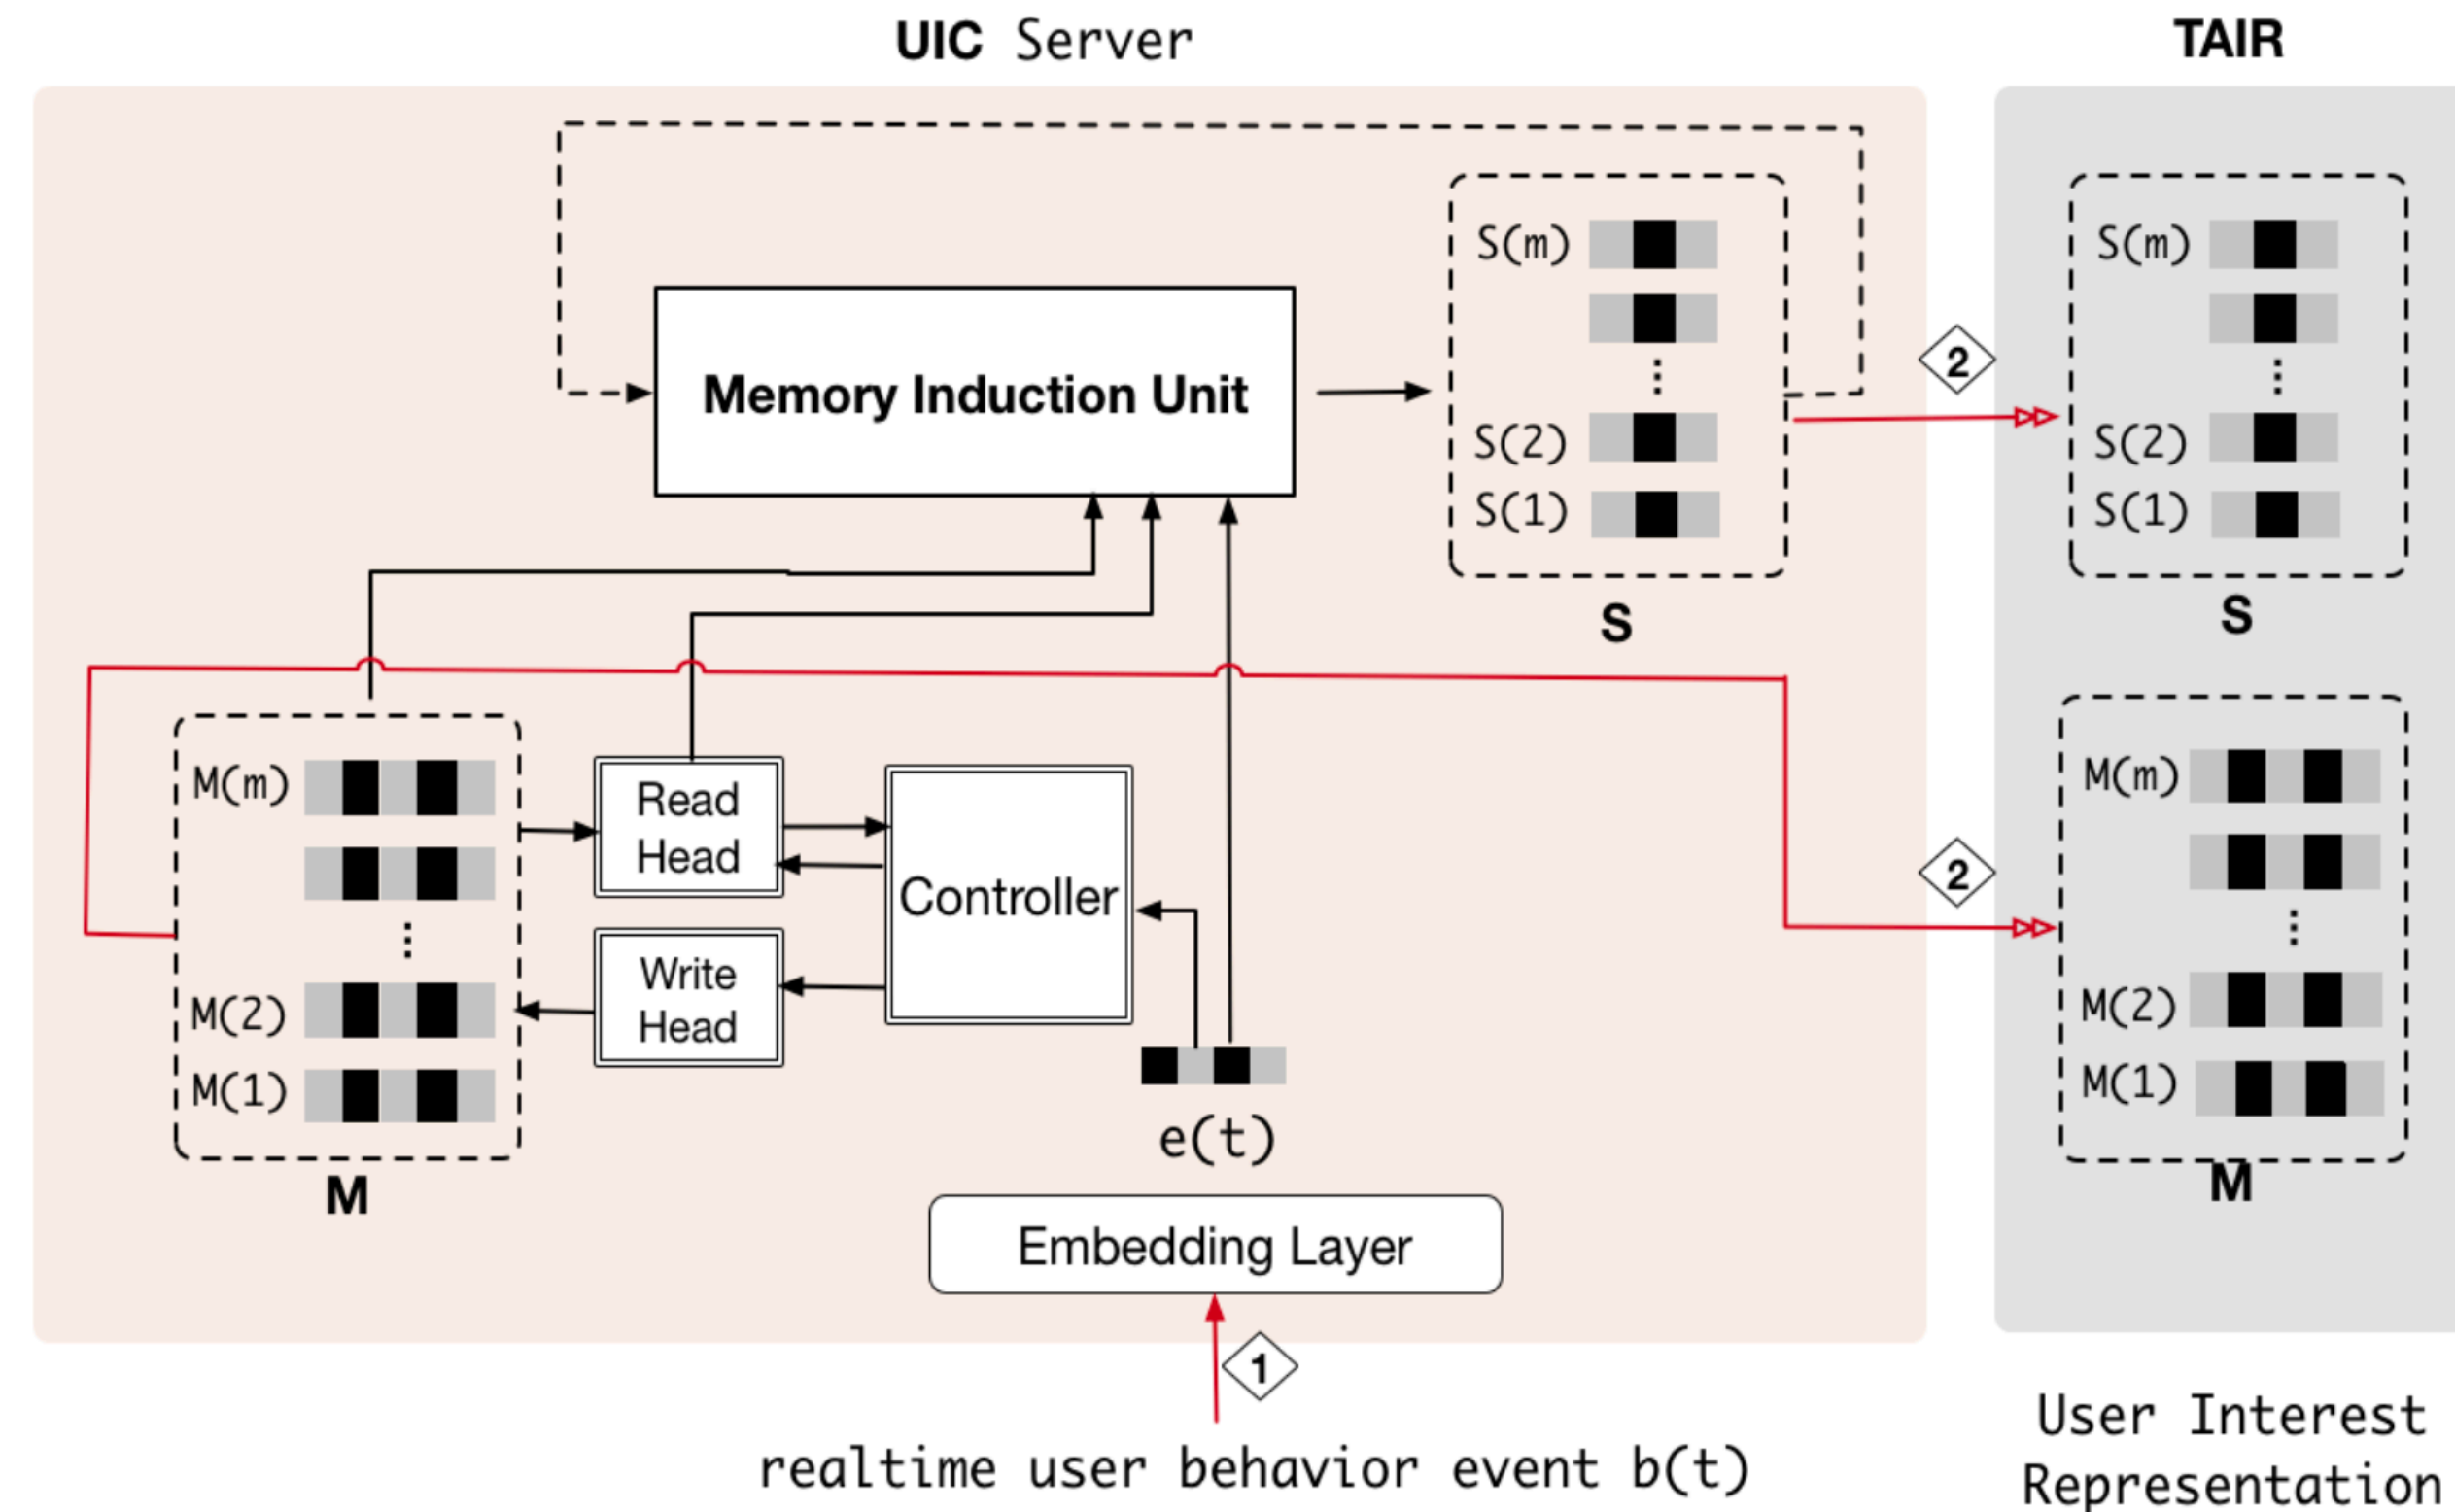 UIC Server
TAIR
S(m)
S(2)
S(1)
S
Memory Induction Unit
2
S(m)
S(2)
S(1)
S
M(m)
M(2)
M(1)
M
Read
Head
Write
Head
Controller
e(t)
Embedding Layer
1
realtime user behavior event b(t)
2
M(m)
M(2)
M(1)
M
User Interest
Representation